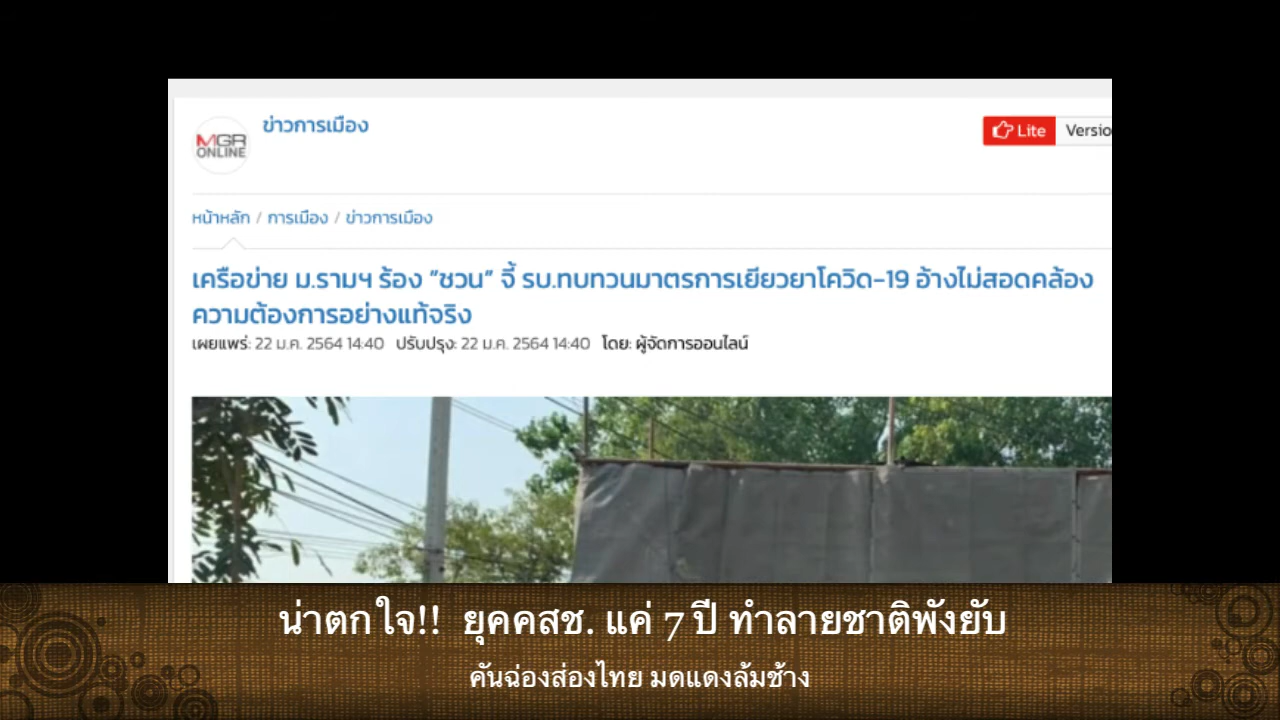 MGR
ONLINE
ข่าวการเมือง
Lite Versio
หน้าหลัก / การเมือง / ข่าวการเมือง
เครือข่าย ม.รามฯ ร้อง “ชวน” จี้ รบ.ทบทวนมาตรการเยียวยาโควิด-19 อ้างไม่สอดคล้อง
ความต้องการอย่างแท้จริง
เผยแพร่: 22 ม.ค. 2564 14:40 ปรับปรุง: 22 ม.ค. 2564 14:40 โดย: ผู้จัดการออนไลน์
น่าตกใจ!! ยุคคสช. แค่ 7 ปี ทำลายชาติพังยับ
คันฉ่องส่องไทย มดแดงล้มช้าง